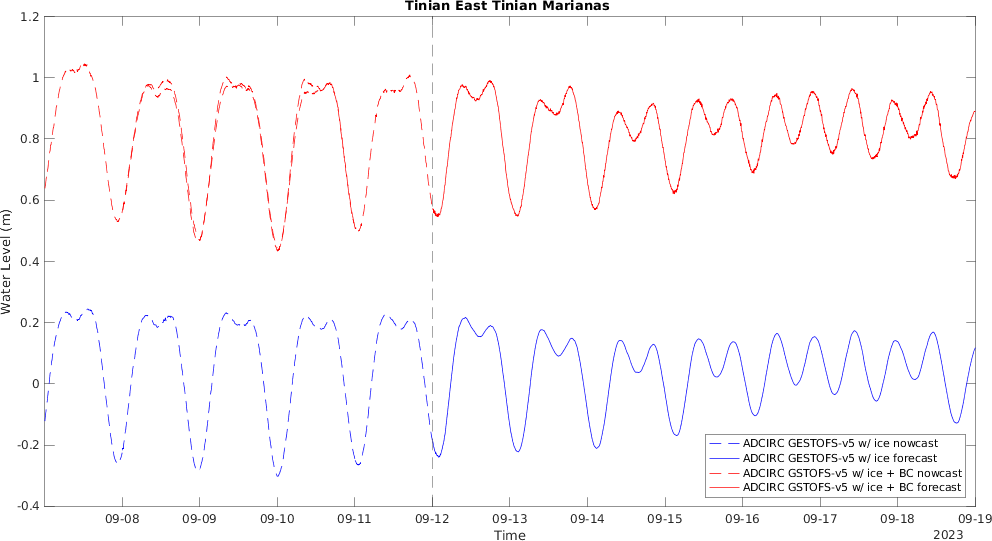 Tinian East Tinian Marianas
1.2
1
0.8
0.6
0.4
0.2
0
-0.2
-0.4
Water Level (m)
ADCIRC GESTOFS-v5 w/ ice nowcast
ADCIRC GESTOFS-v5 w/ ice forecast
ADCIRC GSTOFS-v5 w/ ice + BC nowcast
ADCIRC GSTOFS-v5 w/ ice + BC forecast
09-08 09-09 09-10 09-11 09-12 09-13 09-14 09-15 09-16 09-17 09-18 09-19
Time
2023